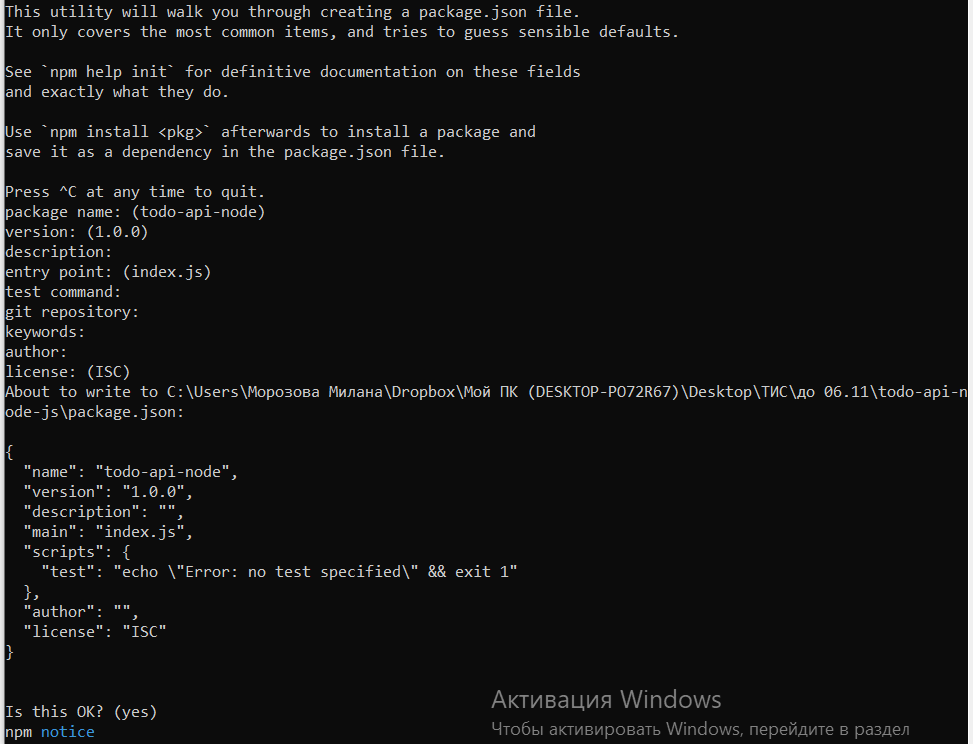 This utility will walk you through creating a package.json file.
It only covers the most common items, and tries to guess sensible defaults.
See `npm help init` for definitive documentation on these fields
and exactly what they do.
Use `npm install <pkg>` afterwards to install a package and
save it as a dependency in the package.json file.
Press ^C at any time to quit.
package name: (todo-api-node)
version: (1.0.0)
description:
entry point: (index.js)
test command:
git repository:
keywords:
author:
license: (ISC)
About to write to C:\Users\Морозова Милана\Dropbox\Мой ПК (DESKTOP-PO72R67)\Desktop\ТИС\до 06.11\todo-api-n
ode-js\package.json:
{
  "name": "todo-api-node",
  "version": "1.0.0",
  "description": "",
  "main": "index.js",
  "scripts": {
    "test": "echo \"Error: no test specified\" && exit 1"
  },
  "author": "",
  "license": "ISC"
}
Is this OK? (yes)
npm notice
Активация Windows
Чтобы активировать Windows, перейдите в раздел